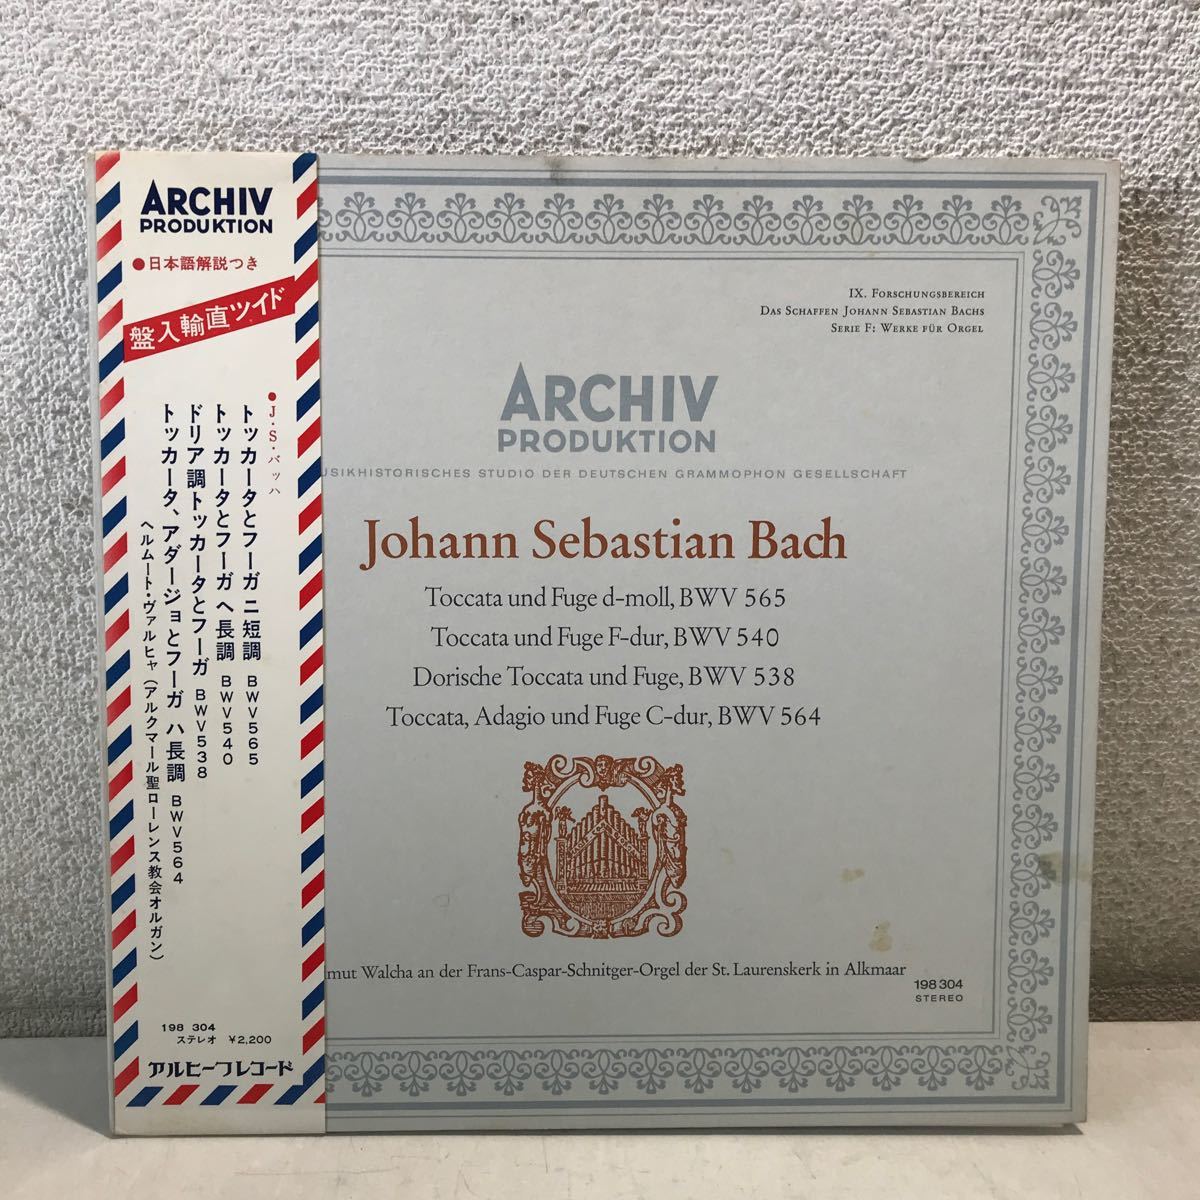 ARCHIV
PRODUKTION
●日本語解説つき
ドイツ直輸入盤
●J・S・バッハ
トッカータとフーガ ニ短調 BWV565
トッカータとフーガ ヘ長調 BWV540
ドリア調トッカータとフーガ BWV538
トッカータ、アダージョとフーガ ハ長調 BWV564
ヘルムート・ヴァルヒャ(アルクマール聖ローレンス教会オルガン)
198 304
ステレオ ¥2,200
アルヒーフレコード
IX. Forschungsbereich
Das Schaffen Johann Sebastian Bachs
Serie F: Werke für Orgel
ARCHIV
PRODUKTION
USIKHISTORISCHES STUDIO DER DEUTSCHEN GRAMMOPHON GESELLSCHAFT
Johann Sebastian Bach
Toccata und Fuge d-moll, BWV 565
Toccata und Fuge F-dur, BWV 540
Dorische Toccata und Fuge, BWV 538
Toccata, Adagio und Fuge C-dur, BWV 564
mut Walcha an der Frans-Caspar-Schnitger-Orgel der St. Laurenskerk in Alkmaar
198 304
STEREO